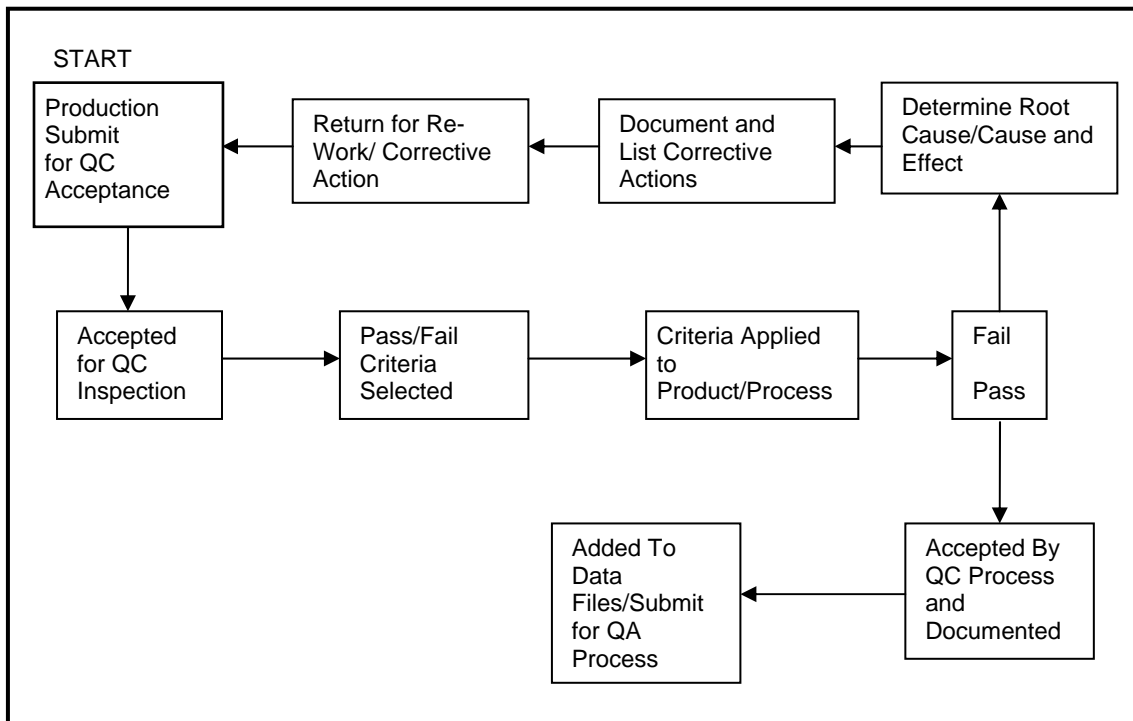 START
Production
Submit
for QC
Acceptance
Return for Re-
Work/ Corrective
Action
Document and
List Corrective
Actions
Determine Root
Cause/Cause and
Effect
Accepted
for QC
Inspection
Pass/Fail
Criteria
Selected
Criteria Applied
to
Product/Process
Fail
Pass
Added To
Data
Files/Submit
for QA
Process
Accepted By
QC Process
and
Documented